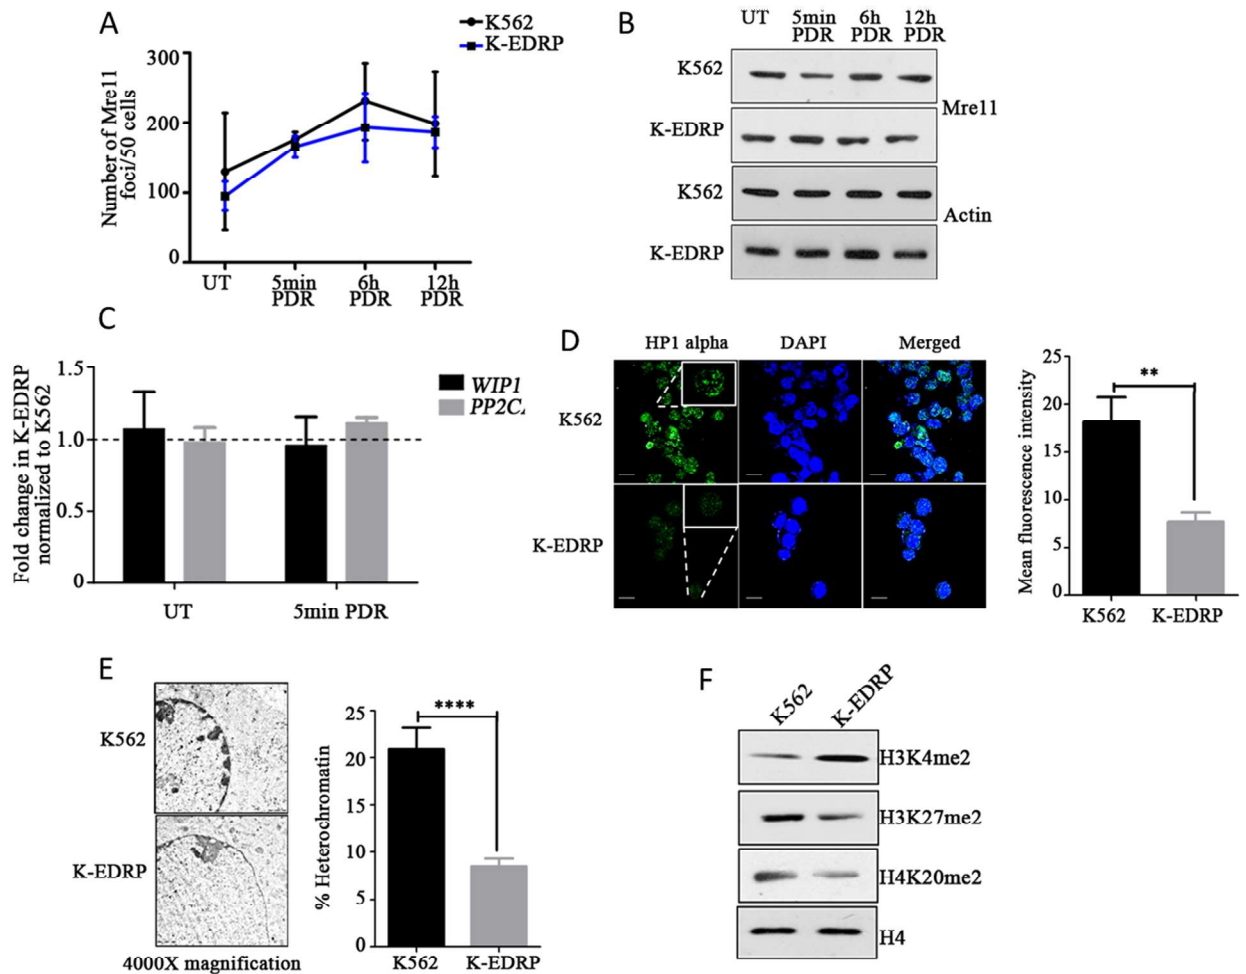 A
K562
K-EDRP
Number of Mre11
foci/50 cells
300
200
100
0
UT
5min
PDR
6h
PDR
12h
PDR
B
UT
5min
PDR
6h
PDR
12h
PDR
K562
K-EDRP
Mre11
K562
K-EDRP
Actin
C
Fold change in K-EDRP
normalized to K562
1.5
1.0
0.5
0
UT
5min PDR
WIP1
D
HP1 alpha
DAPI
Merged
K562
K-EDRP
Mean fluorescence intensity
25
20
15
10
5
0
**
K562
K-EDRP
E
K562
K-EDRP
4000X magnification
% Heterochromatin
25
20
15
10
5
0
****
K562
K-EDRP
F
K562
K-EDRP
H3K4me2
H3K27me2
H4K20me2
H4